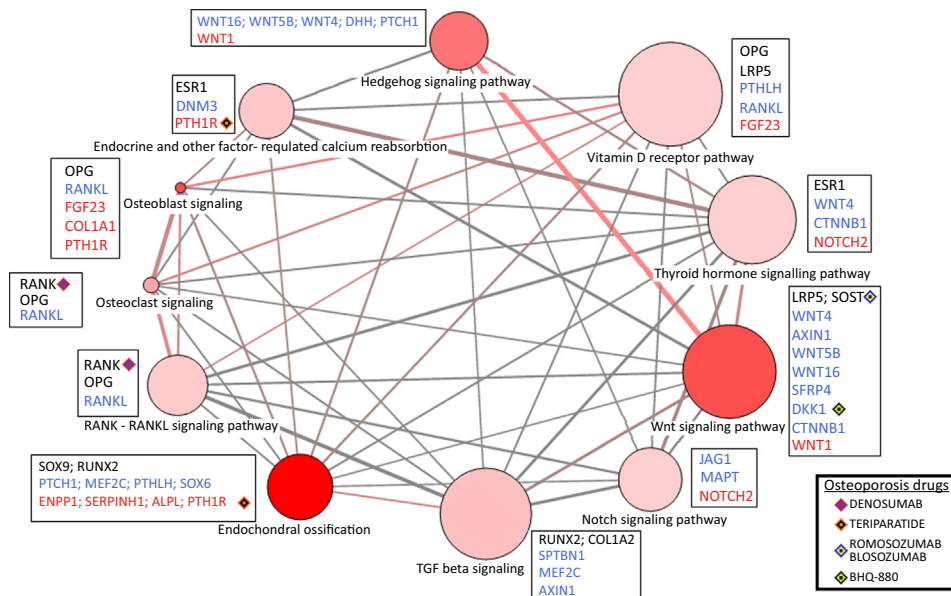 WNT16; WNT5B; WNT4; DHH; PTCH1
WNT1
Hedgehog signaling pathway
OPG
LRP5
PTHLH
RANKL
FGF23
Vitamin D receptor pathway
ESR1
DNM3
PTH1R
Endocrine and other factor- requlated calcium reabsorbtion
OPG
RANKL
FGF23
COL1A1
PTH1R
Osteoblast signaling
ESR1
WNT4
CTNNB1
NOTCH2
Thyroid hormone signalling pathway
RANK
OPG
RANKL
Osteoclast signaling
LRP5; SOST
WNT4
AXIN1
WNT5B
WNT16
SFRP4
DKK1
CTNNB1
WNT1
Wnt signaling pathway
RANK
OPG
RANKL
RANK - RANKL signaling pathway
SOX9; RUNX2
PTCH1; MEF2C; PTHLH; SOX6
ENPP1; SERPINH1; ALPL; PTH1R
Endochondral ossification
JAG1
MAPT
NOTCH2
Notch signaling pathway
RUNX2; COL1A2
SPTBN1
MEF2C
AXIN1
TGF beta signaling
Osteoporosis drugs
DENOSUMAB
TERIPARATIDE
ROMOSOZUMAB
BLOSOZUMAB
BHQ-880